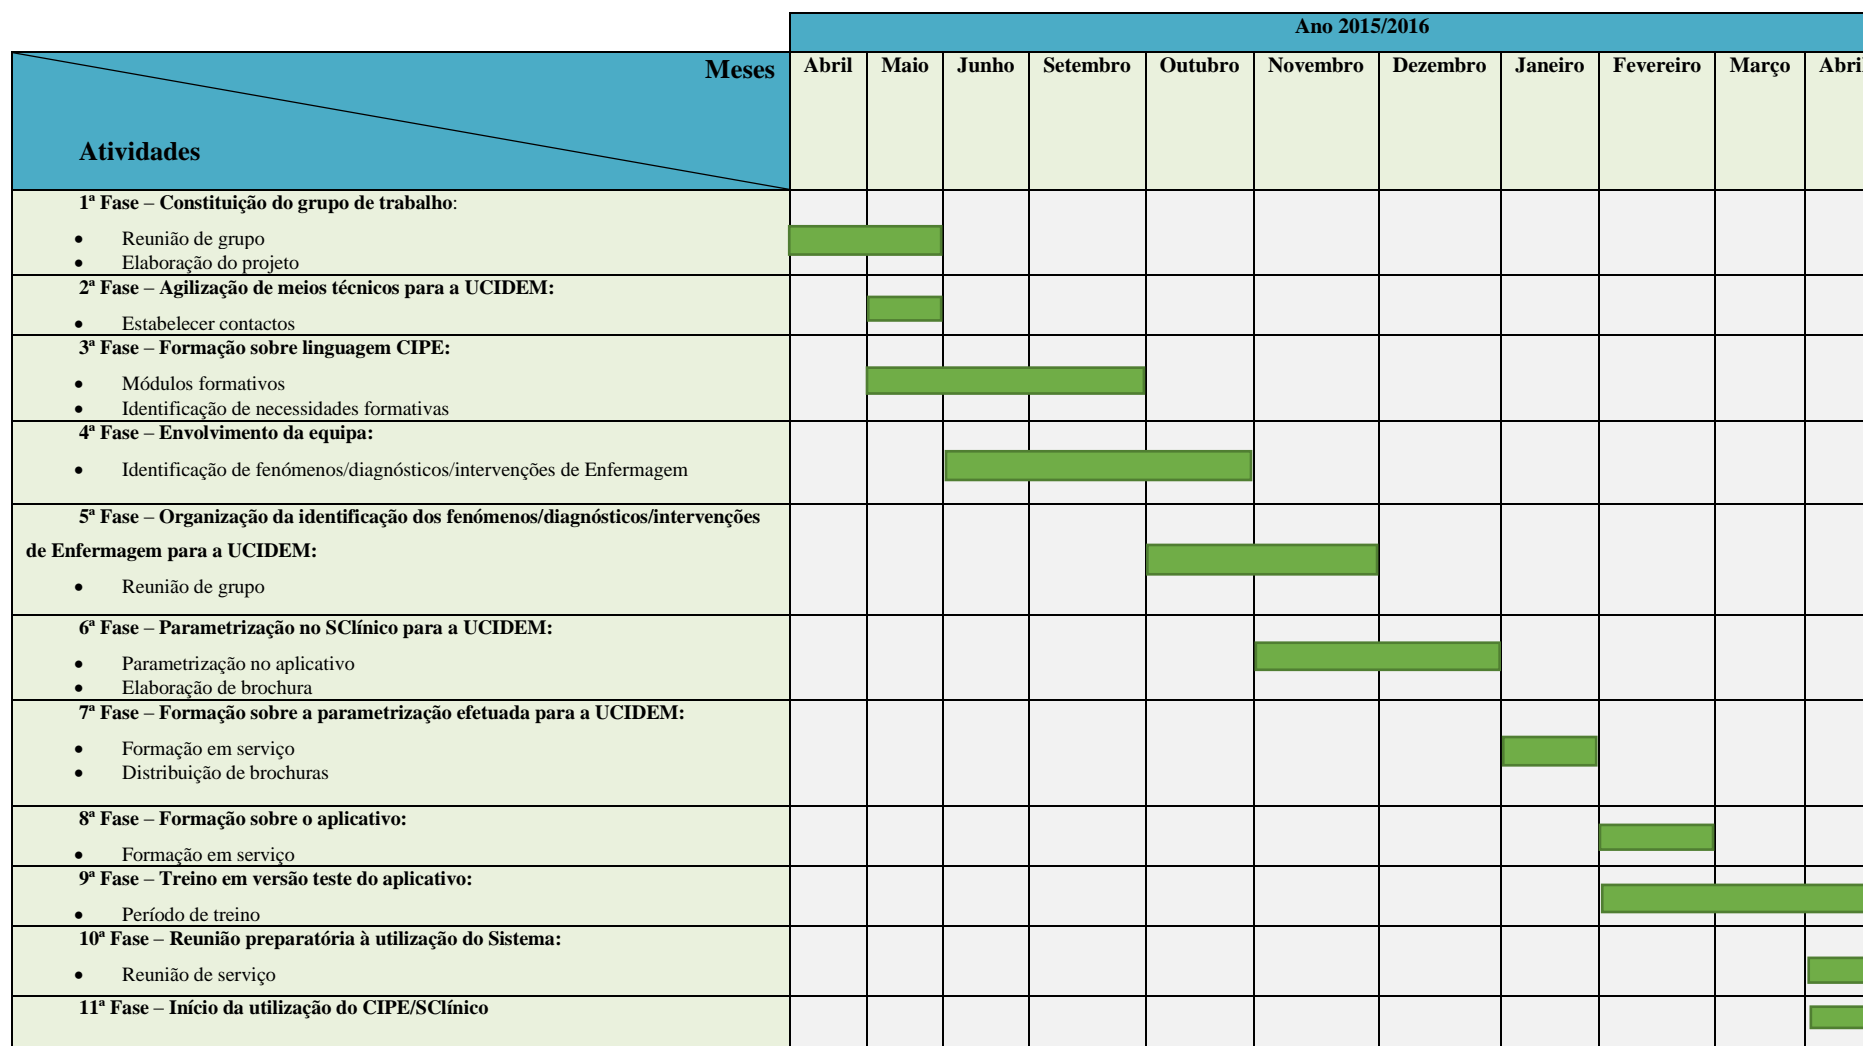 Ano 2015/2016
Meses
Abril Maio Junho Setembro Outubro Novembro Dezembro Janeiro Fevereiro Março Abril
Atividades
1ª Fase – Constituição do grupo de trabalho:
• Reunião de grupo
• Elaboração do projeto
2ª Fase – Agilização de meios técnicos para a UCIDEM:
• Estabelecer contactos
3ª Fase – Formação sobre linguagem CIPE:
• Módulos formativos
• Identificação de necessidades formativas
4ª Fase – Envolvimento da equipa:
• Identificação de fenómenos/diagnósticos/intervenções de Enfermagem
5ª Fase – Organização da identificação dos fenómenos/diagnósticos/intervenções
de Enfermagem para a UCIDEM:
• Reunião de grupo
6ª Fase – Parametrização no SClínico para a UCIDEM:
• Parametrização no aplicativo
• Elaboração de brochura
7ª Fase – Formação sobre a parametrização efetuada para a UCIDEM:
• Formação em serviço
• Distribuição de brochuras
8ª Fase – Formação sobre o aplicativo:
• Formação em serviço
9ª Fase – Treino em versão teste do aplicativo:
• Período de treino
10ª Fase – Reunião preparatória à utilização do Sistema:
• Reunião de serviço
11ª Fase – Início da utilização do CIPE/SClínico